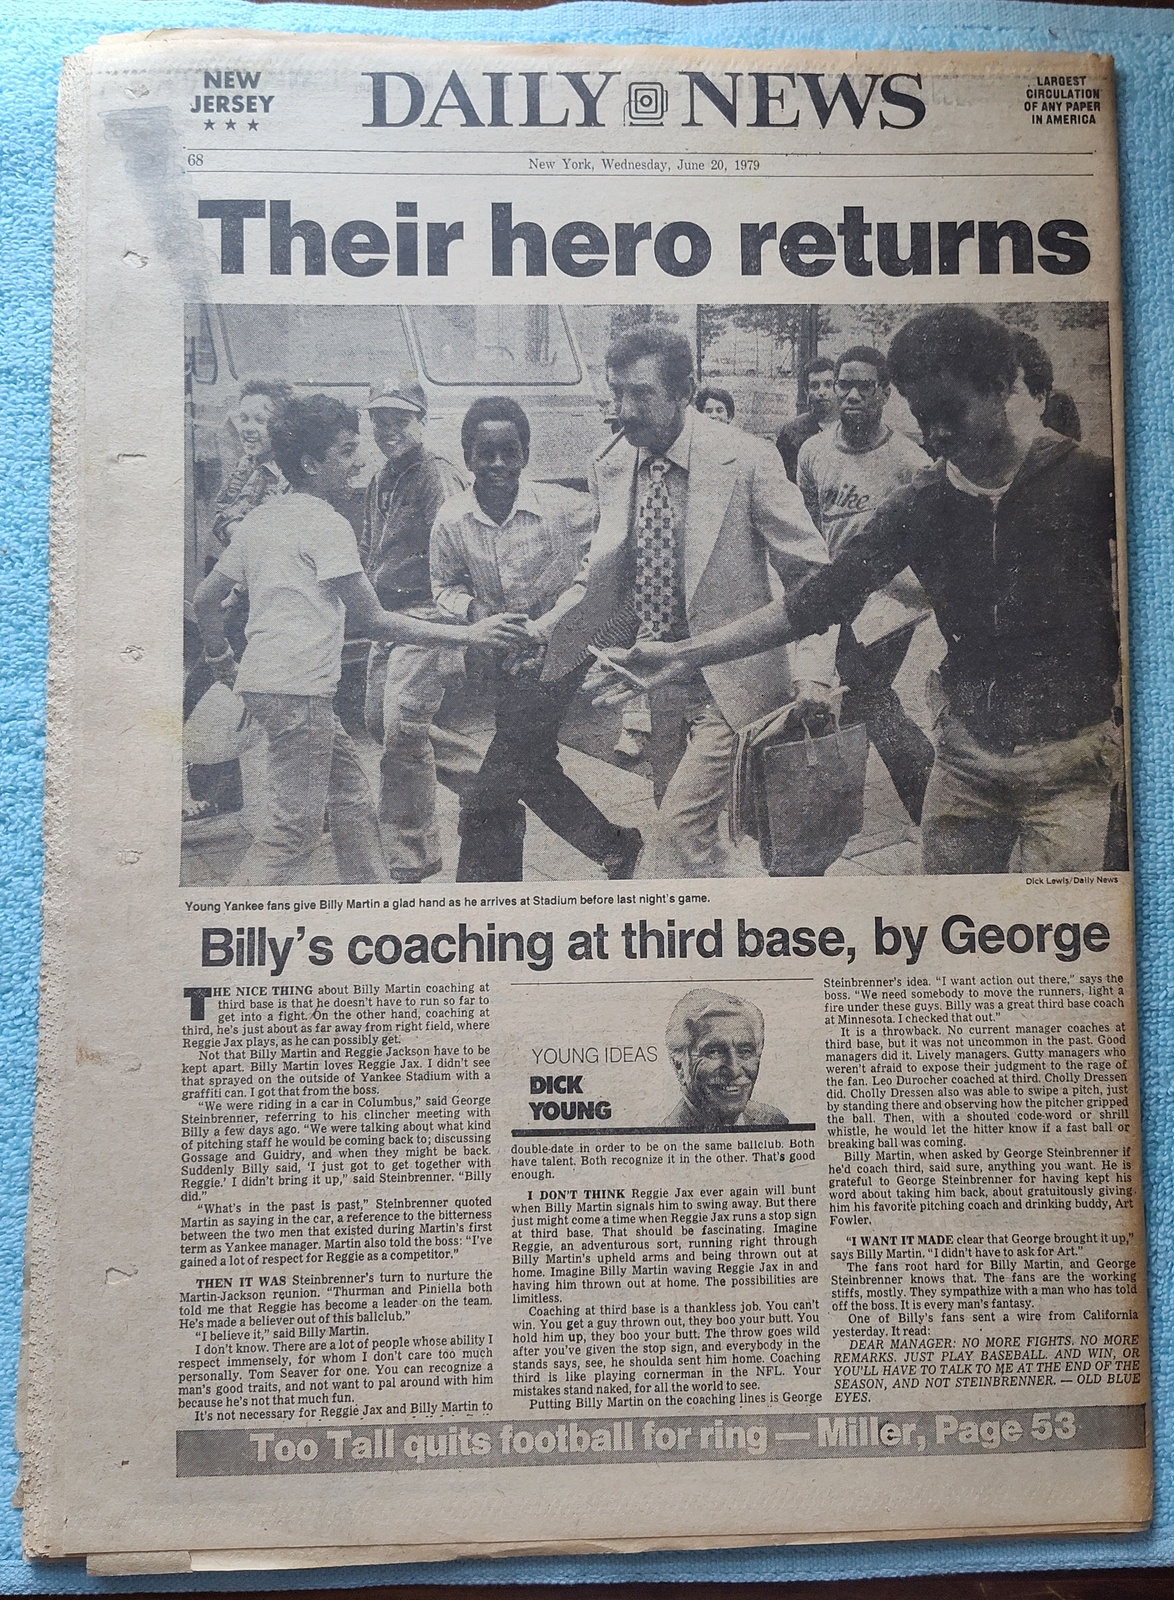 NEW
JERSEY
★ ★ ★
DAILY NEWS
LARGEST
CIRCULATION
OF ANY PAPER
IN AMERICA
68
New York, Wednesday, June 20, 1979
Their hero returns
nike
Dick Lewis/Daily News
Young Yankee fans give Billy Martin a glad hand as he arrives at Stadium before last night's game.
Billy's coaching at third base, by George
THE NICE THING about Billy Martin coaching at
third base is that he doesn't have to run so far to
get into a fight. On the other hand, coaching at
third, he's just about as far away from right field, where
Reggie Jax plays, as he can possibly get.
Not that Billy Martin and Reggie Jackson have to be
kept apart. Billy Martin loves Reggie Jax. I didn't see
that sprayed on the outside of Yankee Stadium with a
graffiti can. I got that from the boss.
"We were riding in a car in Columbus," said George
Steinbrenner, referring to his clincher meeting with
Billy a few days ago. "We were talking about what kind
of pitching staff he would be coming back to; discussing
Gossage and Guidry, and when they might be back.
Suddenly Billy said, 'I just got to get together with
Reggie.' I didn't bring it up," said Steinbrenner. "Billy
did."
"What's in the past is past," Steinbrenner quoted
Martin as saying in the car, a reference to the bitterness
between the two men that existed during Martin's first
term as Yankee manager. Martin also told the boss: "I've
gained a lot of respect for Reggie as a competitor."
THEN IT WAS Steinbrenner's turn to nurture the
Martin-Jackson reunion. "Thurman and Piniella both
told me that Reggie has become a leader on the team.
He's made a believer out of this ballclub."
"I believe it," said Billy Martin.
I don't know. There are a lot of people whose ability I
respect immensely, for whom I don't care too much
personally. Tom Seaver for one. You can recognize a
man's good traits, and not want to pal around with him
because he's not that much fun.
It's not necessary for Reggie Jax and Billy Martin to
YOUNG IDEAS
DICK
YOUNG
double-date in order to be on the same ballclub. Both
have talent. Both recognize it in the other. That's good
enough.
I DON'T THINK Reggie Jax ever again will bunt
when Billy Martin signals him to swing away. But there
just might come a time when Reggie Jax runs a stop sign
at third base. That should be fascinating. Imagine
Reggie, an adventurous sort, running right through
Billy Martin's upheld arms and being thrown out at
home. Imagine Billy Martin waving Reggie Jax in and
having him thrown out at home. The possibilities are
limitless.
Coaching at third base is a thankless job. You can't
win. You get a guy thrown out, they boo your butt. You
hold him up, they boo your butt. The throw goes wild
after you've given the stop sign, and everybody in the
stands says, see, he shoulda sent him home. Coaching
third is like playing cornerman in the NFL. Your
mistakes stand naked, for all the world to see.
Putting Billy Martin on the coaching lines is George
Steinbrenner's idea. "I want action out there," says the
boss. "We need somebody to move the runners, light a
fire under these guys. Billy was a great third base coach
at Minnesota. I checked that out."
It is a throwback. No current manager coaches at
third base, but it was not uncommon in the past. Good
managers did it. Lively managers. Gutty managers who
weren't afraid to expose their judgment to the rage of
the fan. Leo Durocher coached at third. Cholly Dressen
did. Cholly Dressen also was able to swipe a pitch, just
by standing there and observing how the pitcher gripped
the ball. Then, with a shouted code-word or shrill
whistle, he would let the hitter know if a fast ball or
breaking ball was coming.
Billy Martin, when asked by George Steinbrenner if
he'd coach third, said sure, anything you want. He is
grateful to George Steinbrenner for having kept his
word about taking him back, about gratuitously giving
him his favorite pitching coach and drinking buddy, Art
Fowler.
"I WANT IT MADE clear that George brought it up,"
says Billy Martin. "I didn't have to ask for Art."
The fans root hard for Billy Martin, and George
Steinbrenner knows that. The fans are the working
stiffs, mostly. They sympathize with a man who has told
off the boss. It is every man's fantasy.
One of Billy's fans sent a wire from California
yesterday. It read:
DEAR MANAGER: NO MORE FIGHTS, NO MORE
REMARKS. JUST PLAY BASEBALL. AND WIN, OR
YOU'LL HAVE TO TALK TO ME AT THE END OF THE
SEASON, AND NOT STEINBRENNER. — OLD BLUE
EYES.
Too Tall quits football for ring — Miller, Page 53